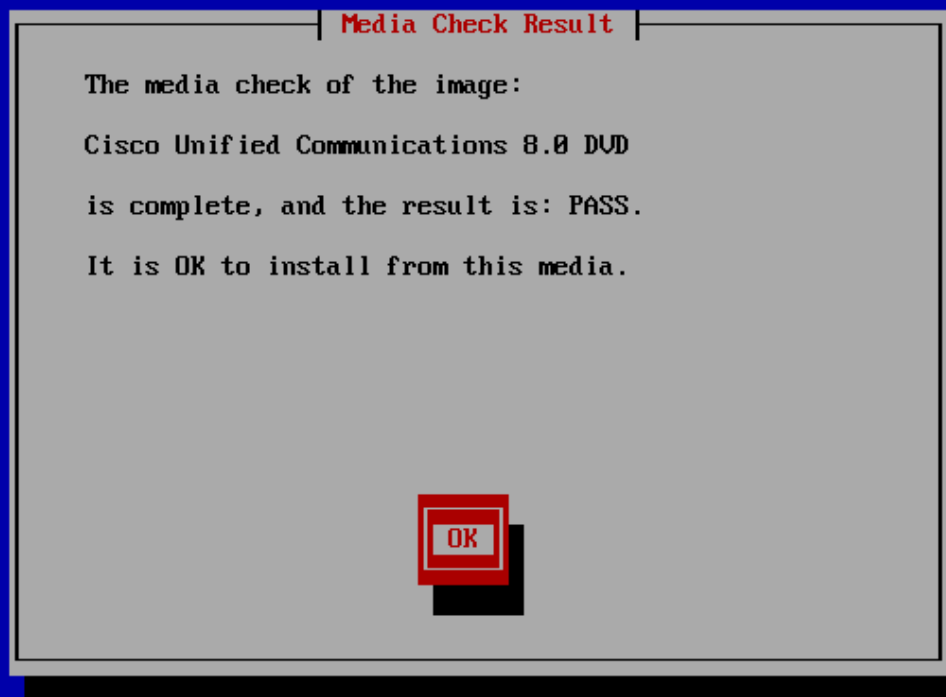 Media Check Result
The media check of the image:
Cisco Unified Communications 8.0 DVD
is complete, and the result is: PASS.
It is OK to install from this media.
OK